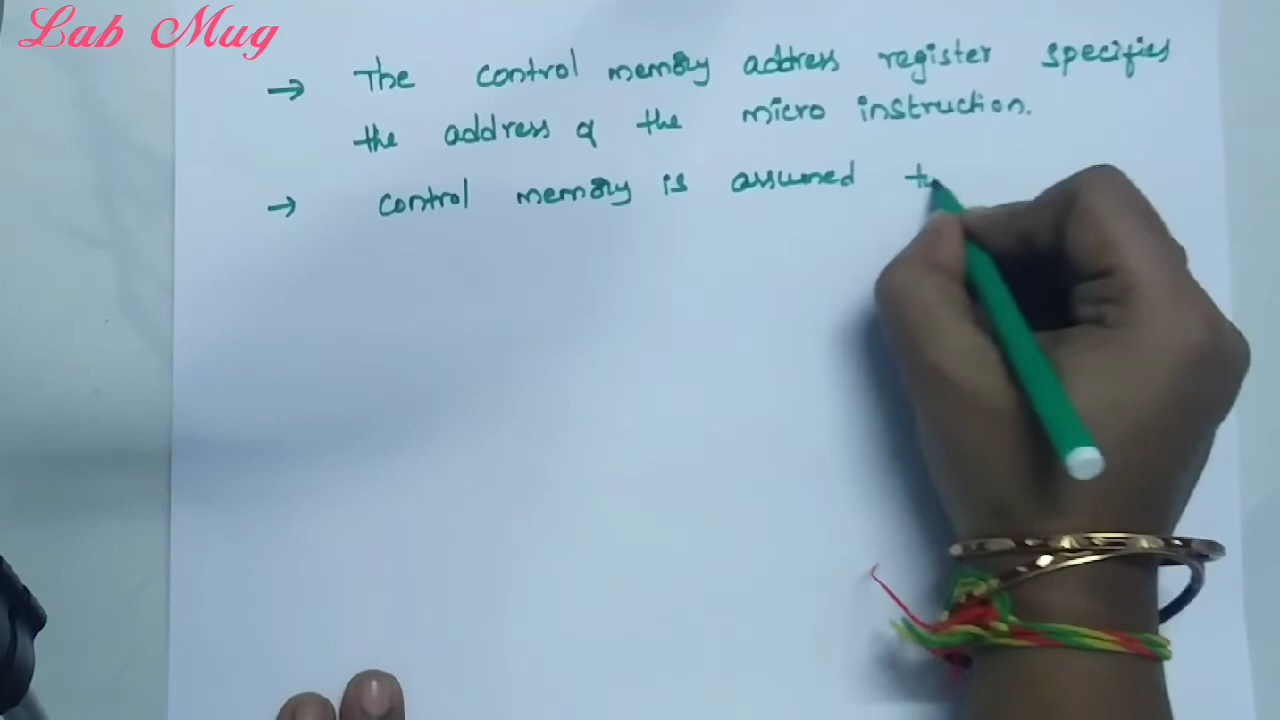 Lab Mug
→ The control memory address register specifies
the address of the micro instruction.
→ control memory is assumed